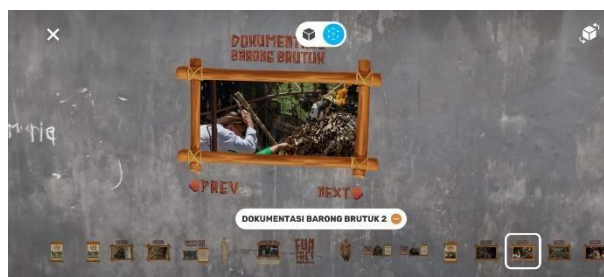 DOKUMENTASI
BARONG BRUTUK
PREV
NEXT
DOKUMENTASI BARONG BRUTUK 2
FUN
FACT